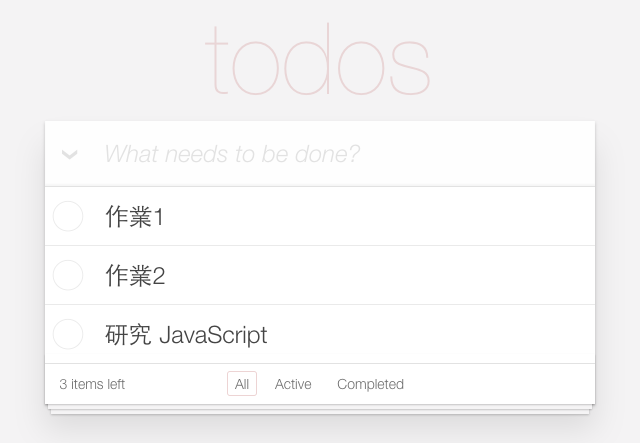 todos
What needs to be done?
作業1
作業2
研究 JavaScript
3 items left All Active Completed